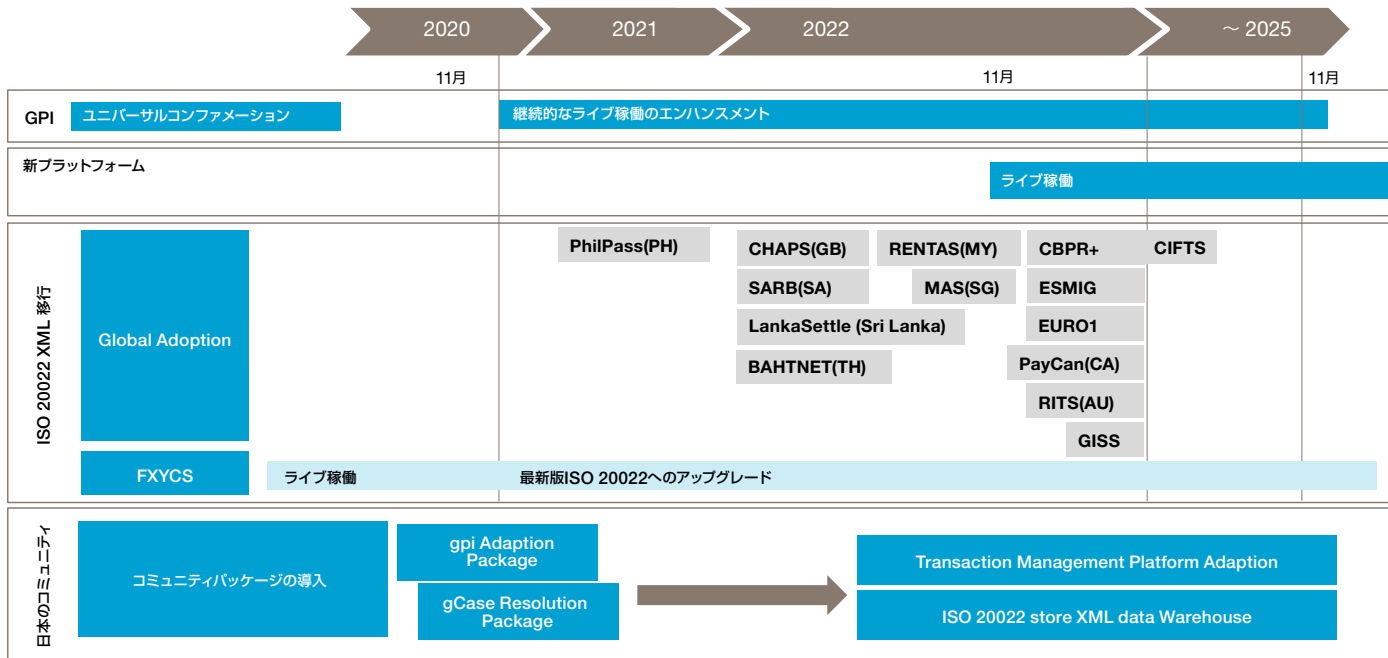 2020
2021
2022
～ 2025
11月
11月
11月
GPI
ユニバーサルコンファメーション
継続的なライブ稼働のエンハンスメント
新プラットフォーム
ライブ稼働
ISO 20022 XML 移行
Global Adoption
PhilPass(PH)
CHAPS(GB)
RENTAS(MY)
CBPR+
CIFTS
SARB(SA)
MAS(SG)
ESMIG
LankaSettle (Sri Lanka)
EURO1
BAHTNET(TH)
PayCan(CA)
RITS(AU)
GISS
FXYCS
ライブ稼働
最新版ISO 20022へのアップグレード
日本のコミュニティ
コミュニティパッケージの導入
gpi Adaption
Package
gCase Resolution
Package
Transaction Management Platform Adaption
ISO 20022 store XML data Warehouse